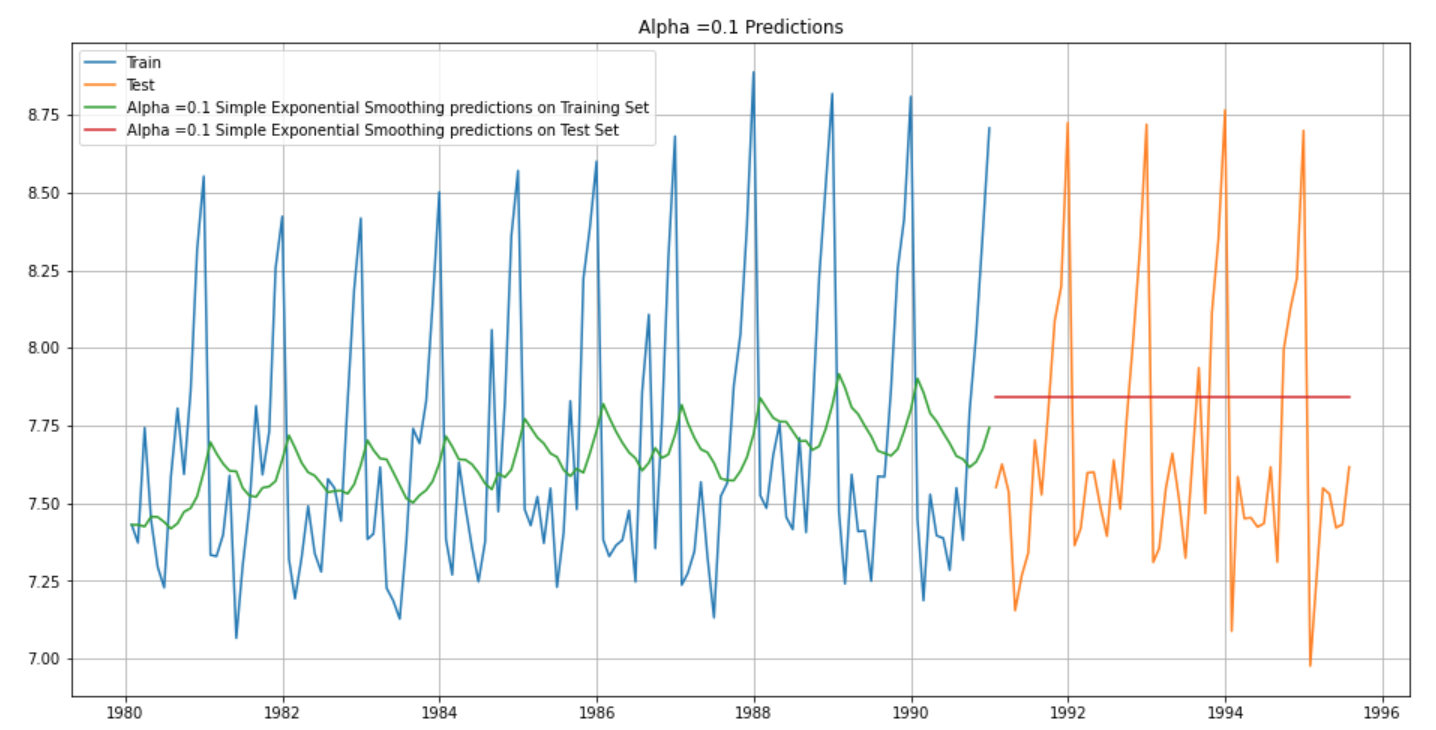 Alpha =0.1 Predictions
Train
Test
Alpha =0.1 Simple Exponential Smoothing predictions on Training Set
Alpha =0.1 Simple Exponential Smoothing predictions on Test Set
8.75
8.50
8.25
8.00
7.75
7.50
7.25
7.00
1980 1982 1984 1986 1988 1990 1992 1994 1996